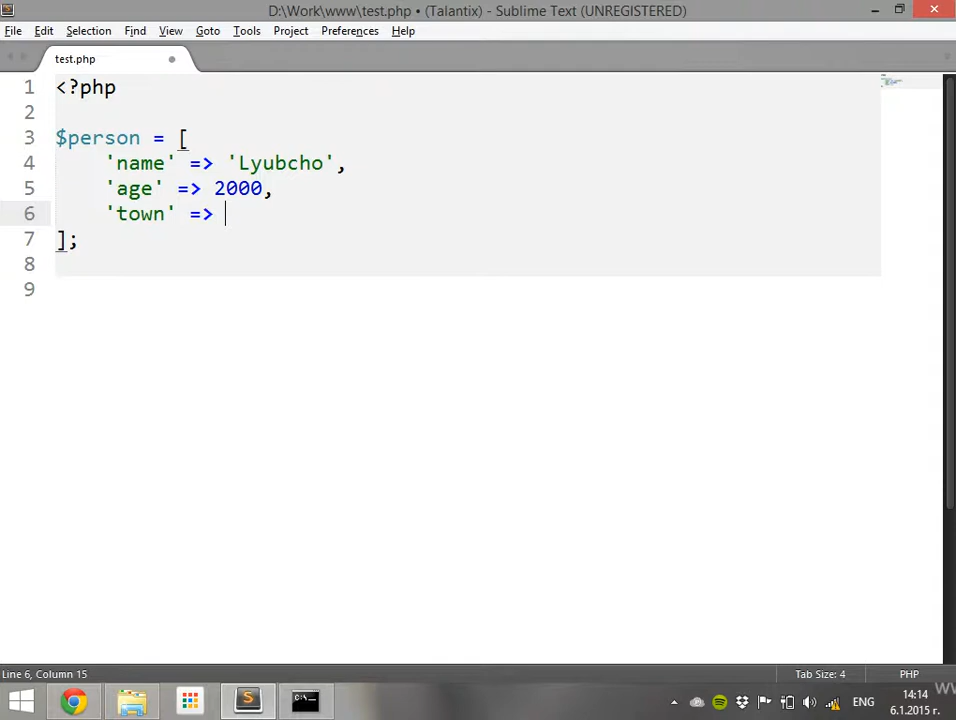 D:\Work\www\test.php • (Talantix) - Sublime Text (UNREGISTERED)
File Edit Selection Find View Goto Tools Project Preferences Help
test.php
1 <?php
2
3 $person = [
4 'name' => 'Lyubcho',
5 'age' => 2000,
6 'town' =>
7 ];
8
9
Line 6, Column 15 Tab Size: 4 PHP
C:\_
ENG
14:14
6.1.2015 г.